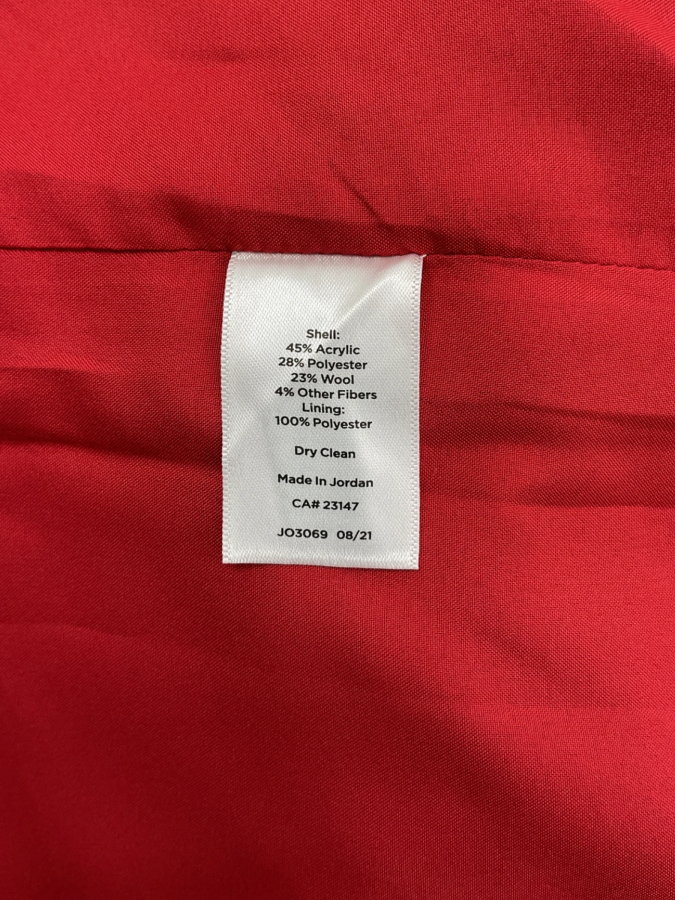 Shell:
45% Acrylic
28% Polyester
23% Wool
4% Other Fibers
Lining:
100% Polyester
Dry Clean
Made In Jordan
CA# 23147
JO3069 08/21